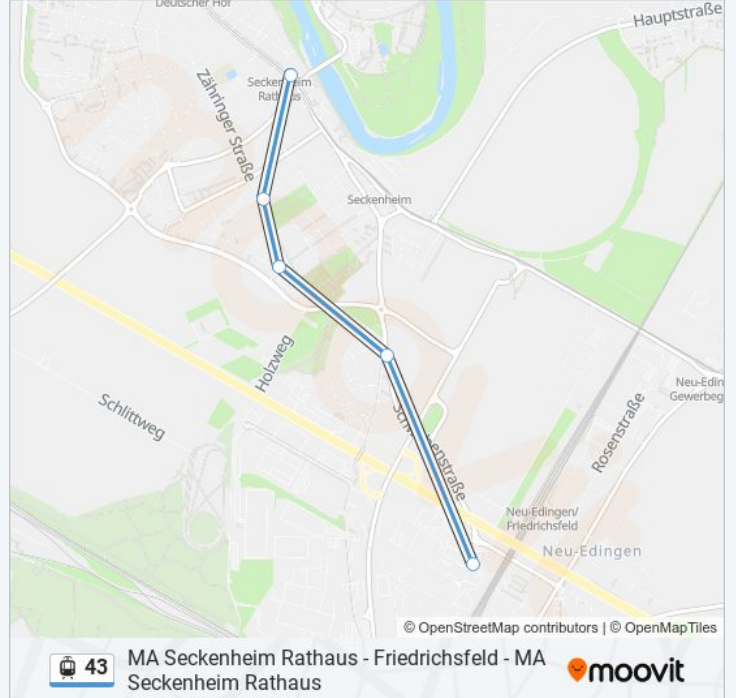 Deutscher Hof
Hauptstraße
Zähringer Straße
Seckenheim
Rathaus
Seckenheim
Holzweg
Schlittweg
Neu-Edin
Gewerbeg
Rosenstraße
Neu-Edingen/
Friedrichsfeld
Neu-Edingen
© OpenStreetMap contributors | © OpenMapTiles
43
MA Seckenheim Rathaus - Friedrichsfeld - MA
Seckenheim Rathaus
moovit